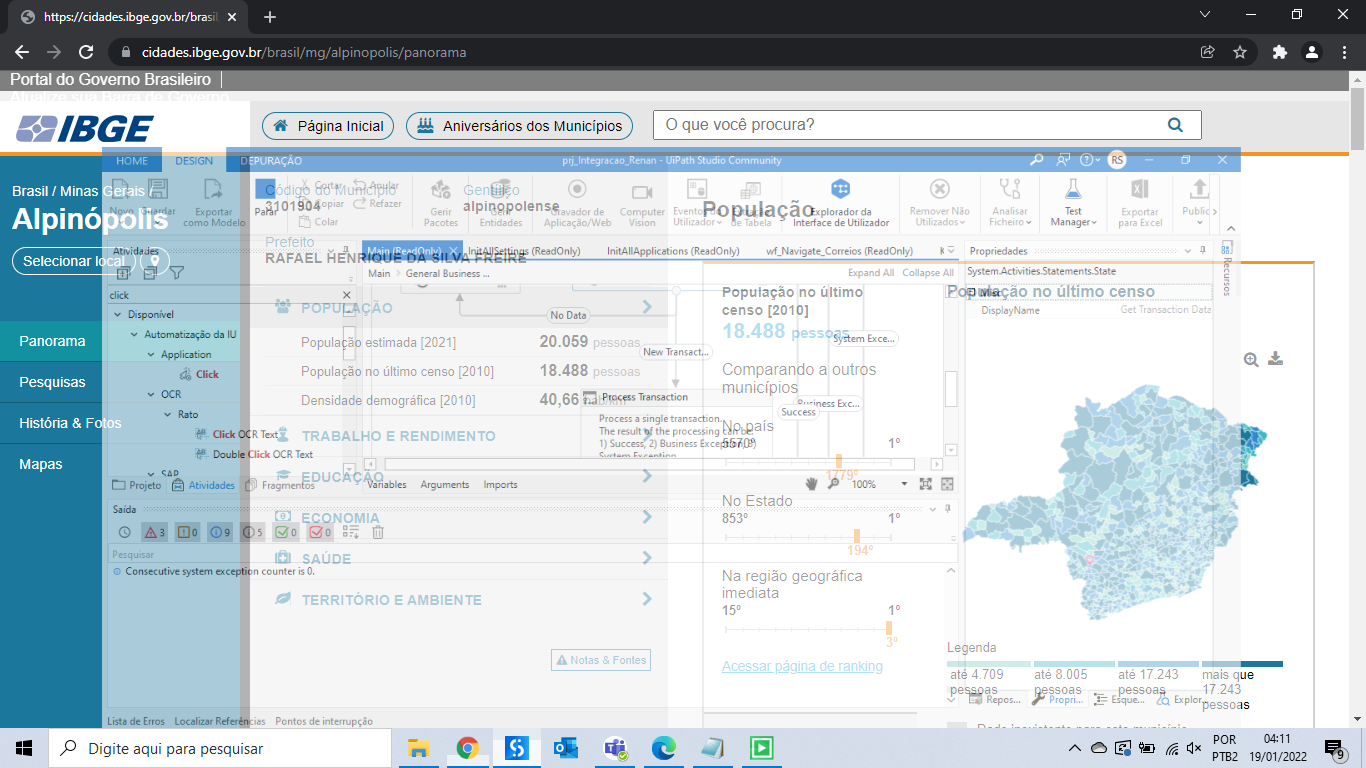 https://cidades.ibge.gov.br/brasil
cidades.ibge.gov.br/brasil/mg/alpinopolis/panorama
Portal do Governo Brasileiro
Atualize sua Barra de Governo
IBGE
Página Inicial
Aniversários dos Municípios
O que você procura?
HOME
DESIGN
DEPURAÇÃO
prj_Integracao_Renan - UiPath Studio Community
RS
Brasil / Minas Gerais /
Alpinópolis
Selecionar local
Novo
Guardar
Exportar
como Modelo
Parar
Cortar
Copiar
Colar
Anular
Refazer
Gerir
Pacotes
Gerir
Entidades
Gravador de
Aplicação/Web
Computer
Vision
Extração
de Tabela
Explorador da
Interface de Utilizador
Remover Não
Utilizados
Analisar
Ficheiro
Test
Manager
Exportar
para Excel
Public
Código do Município
3101904
Gentílico
alpinopolense
Prefeito
RAFAEL HENRIQUE DA SILVA FREIRE
População
Atividades
Main (ReadOnly)
InitAllSettings (ReadOnly)
InitAllApplications (ReadOnly)
wf_Navigate_Correios (ReadOnly)
Propriedades
Recursos
Main
General Business ...
Expand All
Collapse All
System.Activities.Statements.State
Misc
DisplayName
Get Transaction Data
click
Disponível
Automatização da IU
Application
Click
OCR
Rato
Click OCR Text
Double Click OCR Text
SAP
Panorama
Pesquisas
História & Fotos
Mapas
POPULAÇÃO
População estimada [2021]
20.059 pessoas
População no último censo [2010]
18.488 pessoas
Densidade demográfica [2010]
40,66 hab/km²
TRABALHO E RENDIMENTO
EDUCAÇÃO
ECONOMIA
SAÚDE
TERRITÓRIO E AMBIENTE
Notas & Fontes
No Data
New Transact...
System Exce...
Business Exc...
Success
Process Transaction
Process a single transaction.
The result of the processing can be:
1) Success, 2) Business Exception, 3)
System Exception
População no último
censo [2010]
18.488 pessoas
Comparando a outros
municípios
No país
5570º
1º
1779º
No Estado
853º
1º
194º
Na região geográfica
imediata
15º
1º
3º
Acessar página de ranking
População no último censo
Legenda
até 4.709
pessoas
até 8.005
pessoas
até 17.243
pessoas
mais que
17.243
pessoas
Projeto
Atividades
Fragmentos
Variables
Arguments
Imports
100%
Saída
3
0
9
5
0
0
Pesquisar
Consecutive system exception counter is 0.
Lista de Erros
Localizar Referências
Pontos de interrupção
Repos...
Propri...
Esque...
Explor
Digite aqui para pesquisar
POR
PTB2
04:11
19/01/2022
9